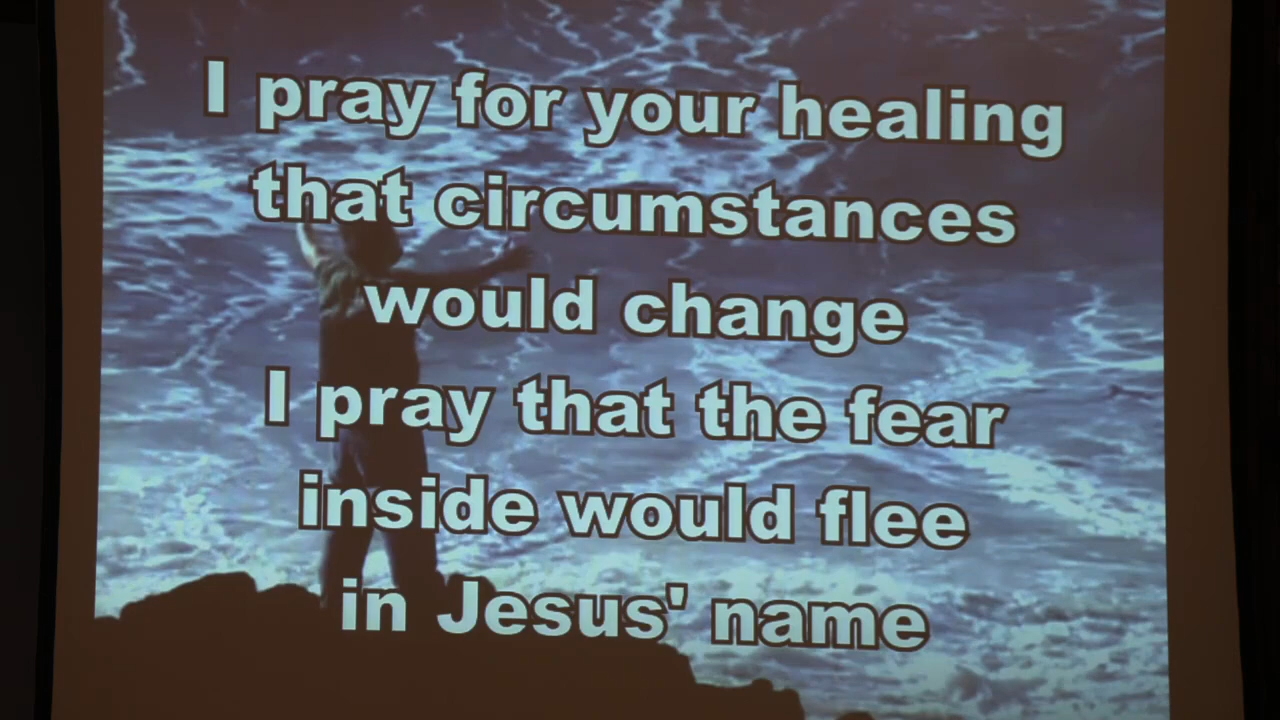 I pray for your healing
that circumstances
would change
I pray that the fear
inside would flee
in Jesus' name